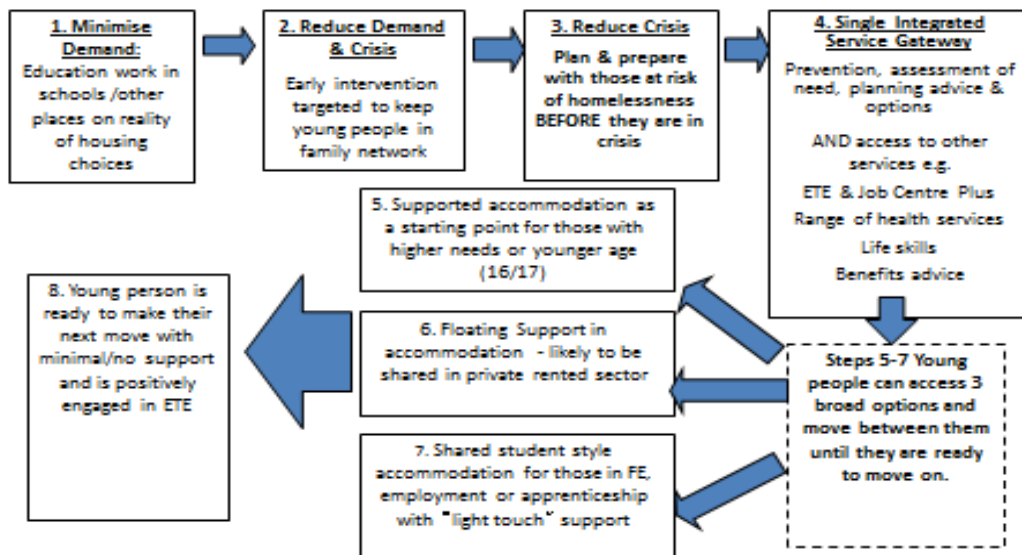 1. Minimise
Demand:
Education work in
schools /other
places on reality
of housing
choices
2. Reduce Demand
& Crisis
Early intervention
targeted to keep
young people in
family network
3. Reduce Crisis
Plan & prepare
with those at risk
of homelessness
BEFORE they are in
crisis
4. Single Integrated
Service Gateway
Prevention, assessment of
need, planning advice &
options
AND access to other
services e.g.
ETE & Job Centre Plus
Range of health services
Life skills
Benefits advice
5. Supported accommodation as
a starting point for those with
higher needs or younger age
(16/17)
6. Floating Support in
accommodation - likely to be
shared in private rented sector
7. Shared student style
accommodation for those in FE,
employment or apprenticeship
with "light touch" support
Steps 5-7 Young
people can access 3
broad options and
move between them
until they are ready
to move on.
8. Young person is
ready to make their
next move with
minimal/no support
and is positively
engaged in ETE